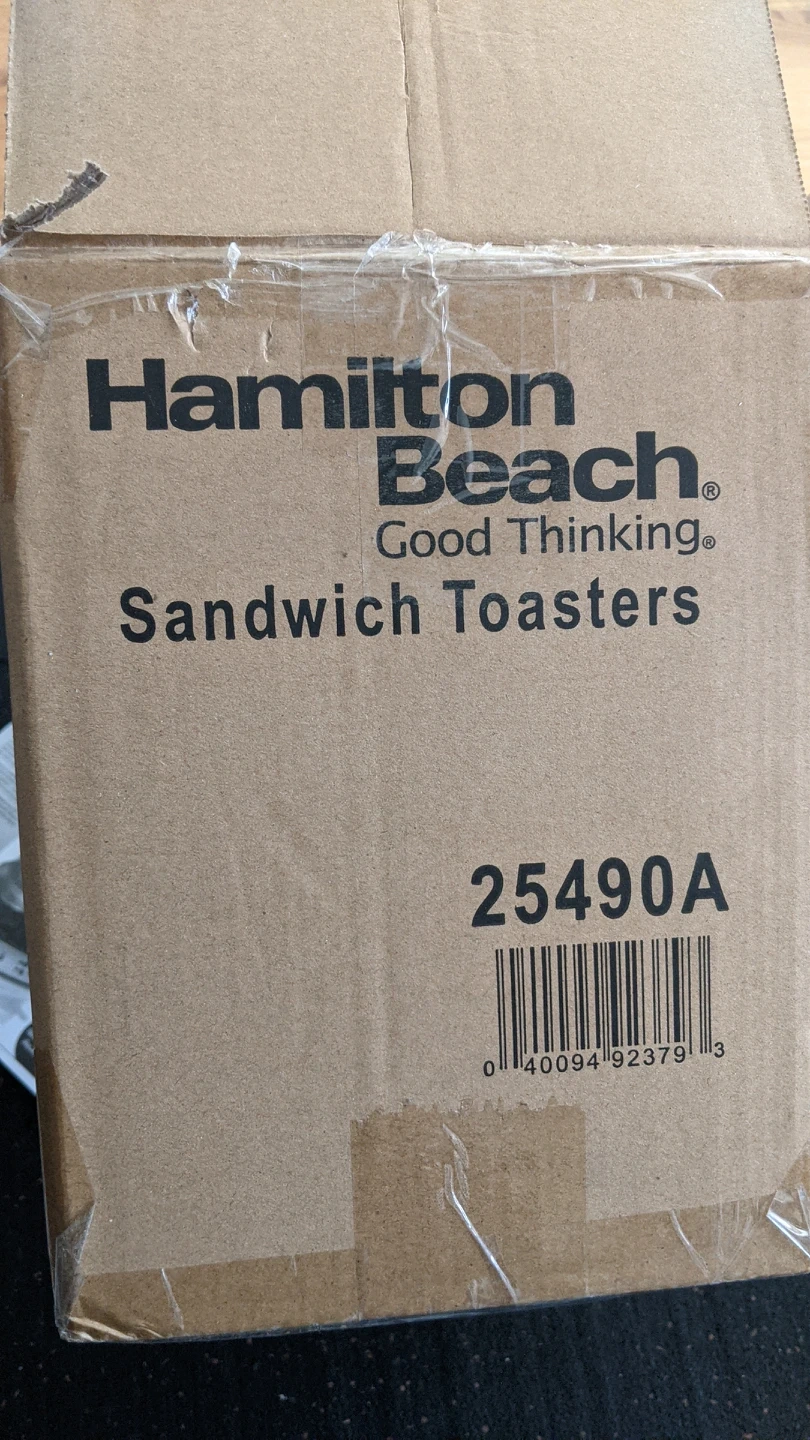 Hamilton
Beach®
Good Thinking®
Sandwich Toasters
25490A
0 40094 92379 3